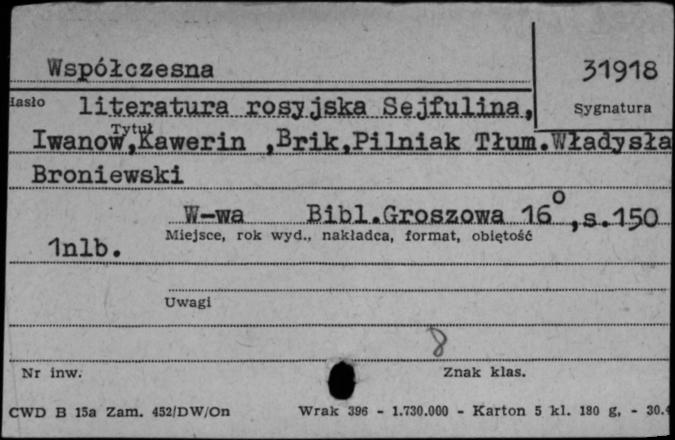 Współczesna
31918
Hasło literatura rosyjska Sejfulina,
Sygnatura
Tytuł
Iwanow,Kawerin ,Brik,Pilniak Tłum.Władysła
Broniewski
W-wa Bibl.Groszowa 16⁰,s.150
Miejsce, rok wyd., nakładca, format, objętość
1nlb.
Uwagi
8
Nr inw.
Znak klas.
CWD B 15a Zam. 452/DW/On Wrak 396 - 1.730.000 - Karton 5 kl. 180 g, - 30.4